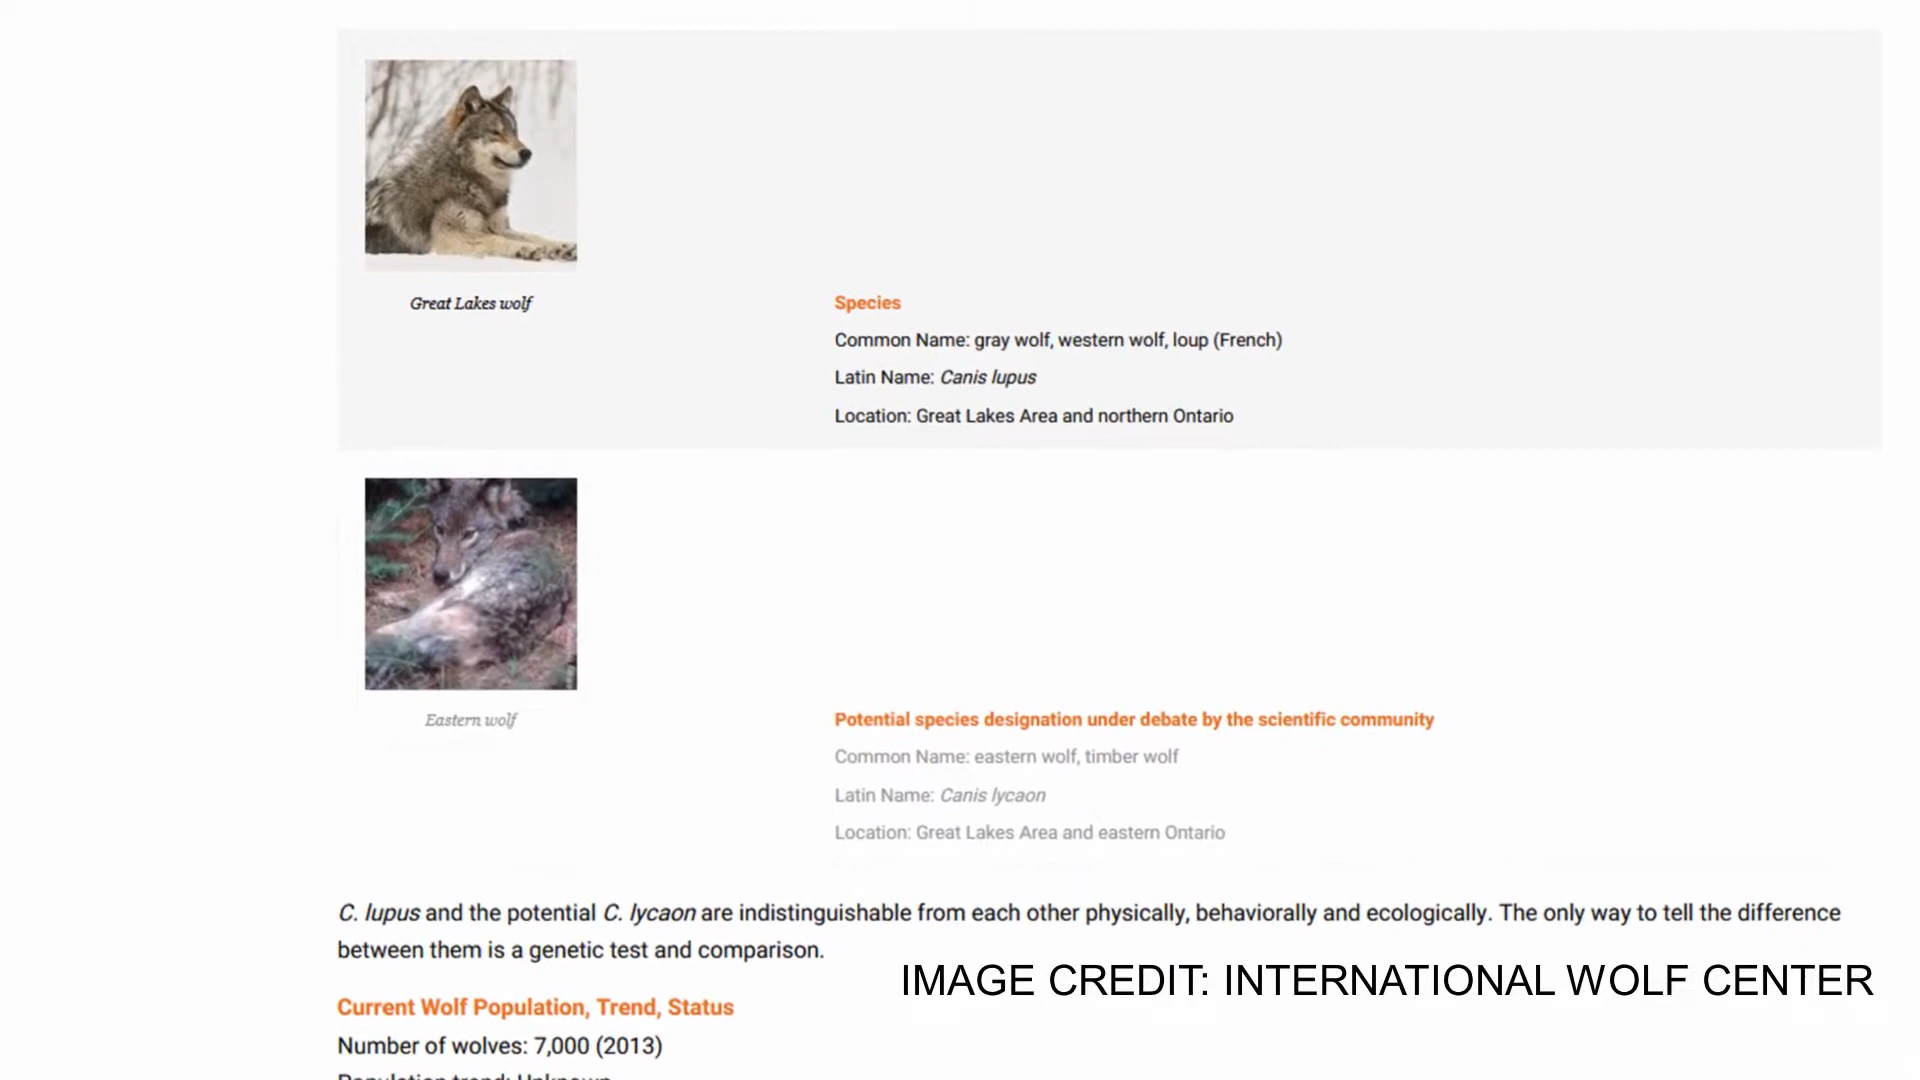 Great Lakes wolf
Species
Common Name: gray wolf, western wolf, loup (French)
Latin Name: Canis lupus
Location: Great Lakes Area and northern Ontario
Eastern wolf
Potential species designation under debate by the scientific community
Common Name: eastern wolf, timber wolf
Latin Name: Canis lycaon
Location: Great Lakes Area and eastern Ontario
C. lupus and the potential C. lycaon are indistinguishable from each other physically, behaviorally and ecologically. The only way to tell the difference
between them is a genetic test and comparison.
IMAGE CREDIT: INTERNATIONAL WOLF CENTER
Current Wolf Population, Trend, Status
Number of wolves: 7,000 (2013)
Population trend: Unknown